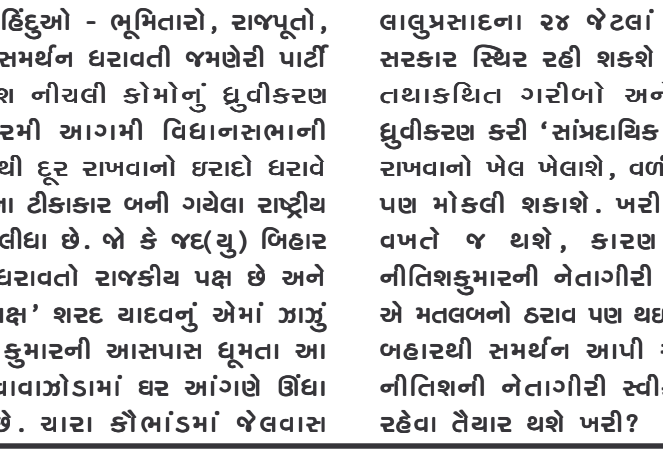 હિંદુઓ - ભૂમિતારો, રાજપૂતો,
સમર્થન ધરાવતી જમણેરી પાર્ટી
નીચલી કોમોનું ધ્રુવીકરણ
રમી આગામી વિધાનસભાની
થી દૂર રાખવાનો ઇરાદો ધરાવે
ટીકાકાર બની ગયેલા રાષ્ટ્રીય
લીધા છે. જો કે જદ(યુ) બિહાર
ધરાવતો રાજકીય પક્ષ છે અને
ક્ષ’ શરદ યાદવનું એમાં ઝાઝું
કુમારની આસપાસ ધૂમતા આ
વાવાઝોડામાં ઘર આંગણે ઊંધા
છે. ચારા કૌભાંડમાં જેલવાસ
લાલુપ્રસાદના ૨૪ જેટલાં
સરકાર સ્થિર રહી શકશે
તથાકથિત ગરીબો
ધ્રુવીકરણ કરી ‘સાંપ્રદાયિક
રાખવાનો ખેલ ખેલાશે,
પણ મોકલી શકાશે. ખરી
વખતો જ થશે, કારણ
નીતિશકુમારની નેતાગીરી
એ મતલબનો ઠરાવ પણ
બહારથી સમર્થન આપી
નીતિશની નેતાગીરી
રહેવા તૈયાર થશે ખરી?